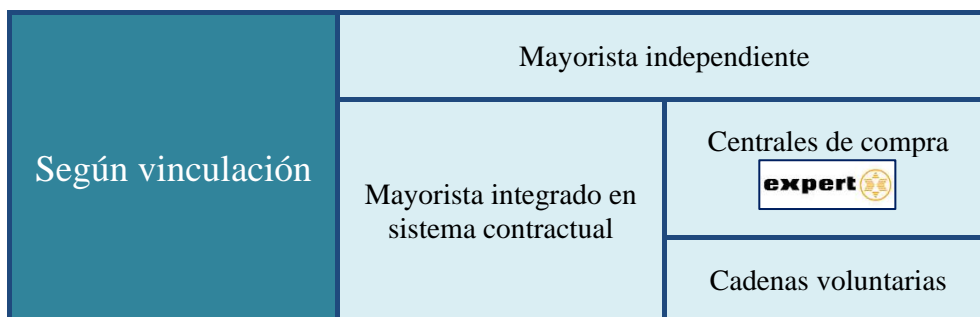 Según vinculación
Mayorista independiente
Mayorista integrado en
sistema contractual
Centrales de compra
expert
Cadenas voluntarias